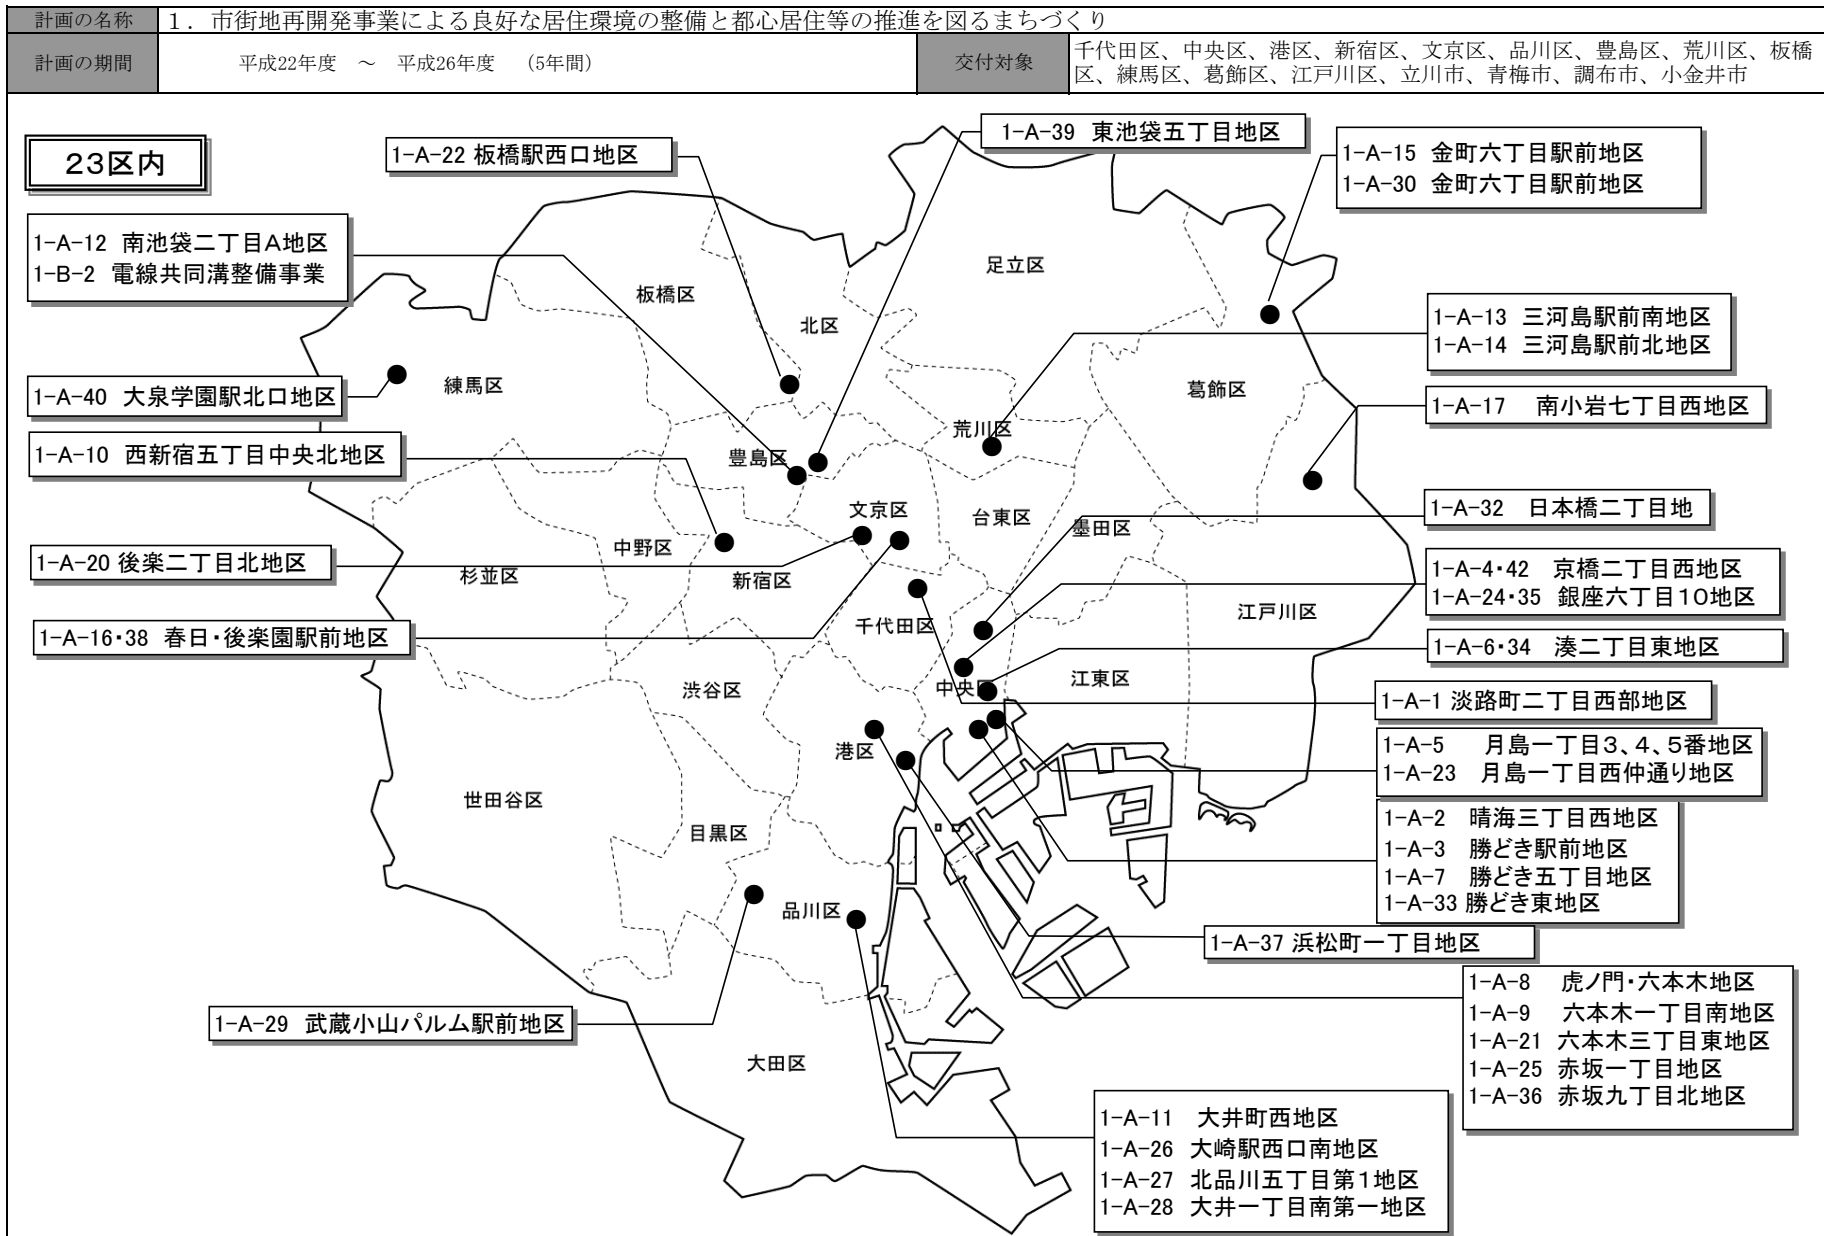 計画の名称
1．市街地再開発事業による良好な居住環境の整備と都心居住等の推進を図るまちづくり
計画の期間
平成22年度　～　平成26年度　（5年間）
交付対象
千代田区、中央区、港区、新宿区、文京区、品川区、豊島区、荒川区、板橋
区、練馬区、葛飾区、江戸川区、立川市、青梅市、調布市、小金井市
23区内
1-A-22 板橋駅西口地区
1-A-39 東池袋五丁目地区
1-A-15 金町六丁目駅前地区
1-A-30 金町六丁目駅前地区
1-A-12 南池袋二丁目A地区
1-B-2 電線共同溝整備事業
1-A-13 三河島駅前南地区
1-A-14 三河島駅前北地区
1-A-40 大泉学園駅北口地区
1-A-17 南小岩七丁目西地区
1-A-10 西新宿五丁目中央北地区
1-A-32 日本橋二丁目地
1-A-20 後楽二丁目北地区
1-A-4・42 京橋二丁目西地区
1-A-24・35 銀座六丁目10地区
1-A-16・38 春日・後楽園駅前地区
1-A-6・34 湊二丁目東地区
1-A-1 淡路町二丁目西部地区
1-A-5 月島一丁目3、4、5番地区
1-A-23 月島一丁目西仲通り地区
1-A-2 晴海三丁目西地区
1-A-3 勝どき駅前地区
1-A-7 勝どき五丁目地区
1-A-33 勝どき東地区
1-A-37 浜松町一丁目地区
1-A-8 虎ノ門・六本木地区
1-A-9 六本木一丁目南地区
1-A-21 六本木三丁目東地区
1-A-25 赤坂一丁目地区
1-A-36 赤坂九丁目北地区
1-A-29 武蔵小山パルム駅前地区
1-A-11 大井町西地区
1-A-26 大崎駅西口南地区
1-A-27 北品川五丁目第1地区
1-A-28 大井一丁目南第一地区
足立区
板橋区
北区
練馬区
葛飾区
荒川区
豊島区
文京区
台東区
墨田区
中野区
杉並区
新宿区
江戸川区
千代田区
渋谷区
中央区
江東区
港区
世田谷区
目黒区
品川区
大田区